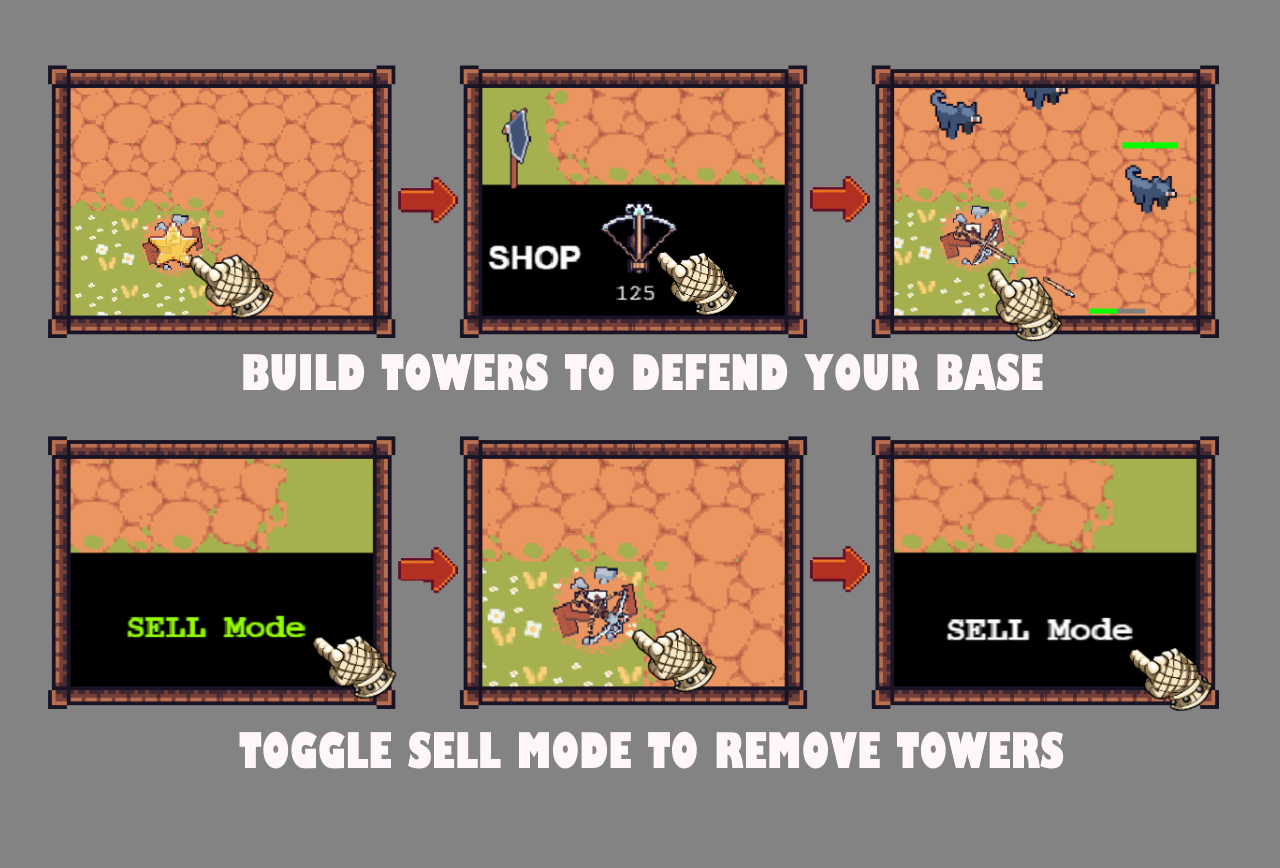 SHOP
125
BUILD TOWERS TO DEFEND YOUR BASE
SELL Mode
SELL Mode
TOGGLE SELL MODE TO REMOVE TOWERS